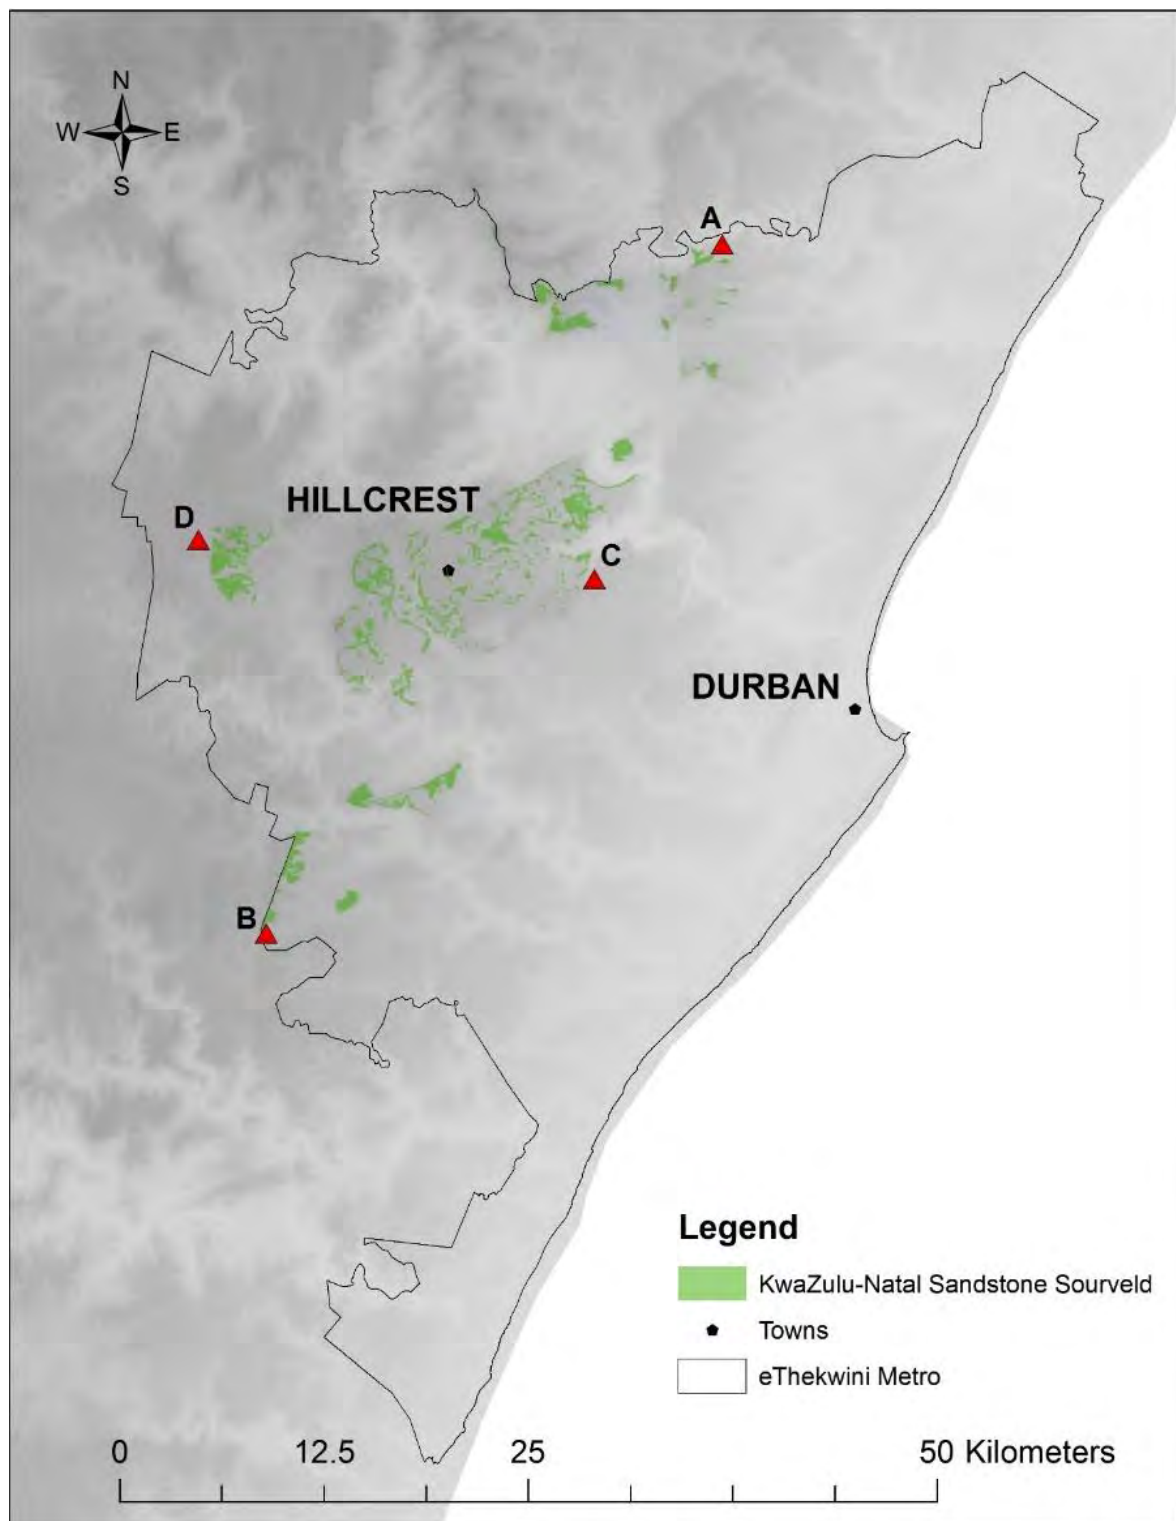 N
W E
S
A
D
HILLCREST
C
DURBAN
B
Legend
KwaZulu-Natal Sandstone Sourveld
Towns
eThekwini Metro
0 12.5 25 50 Kilometers